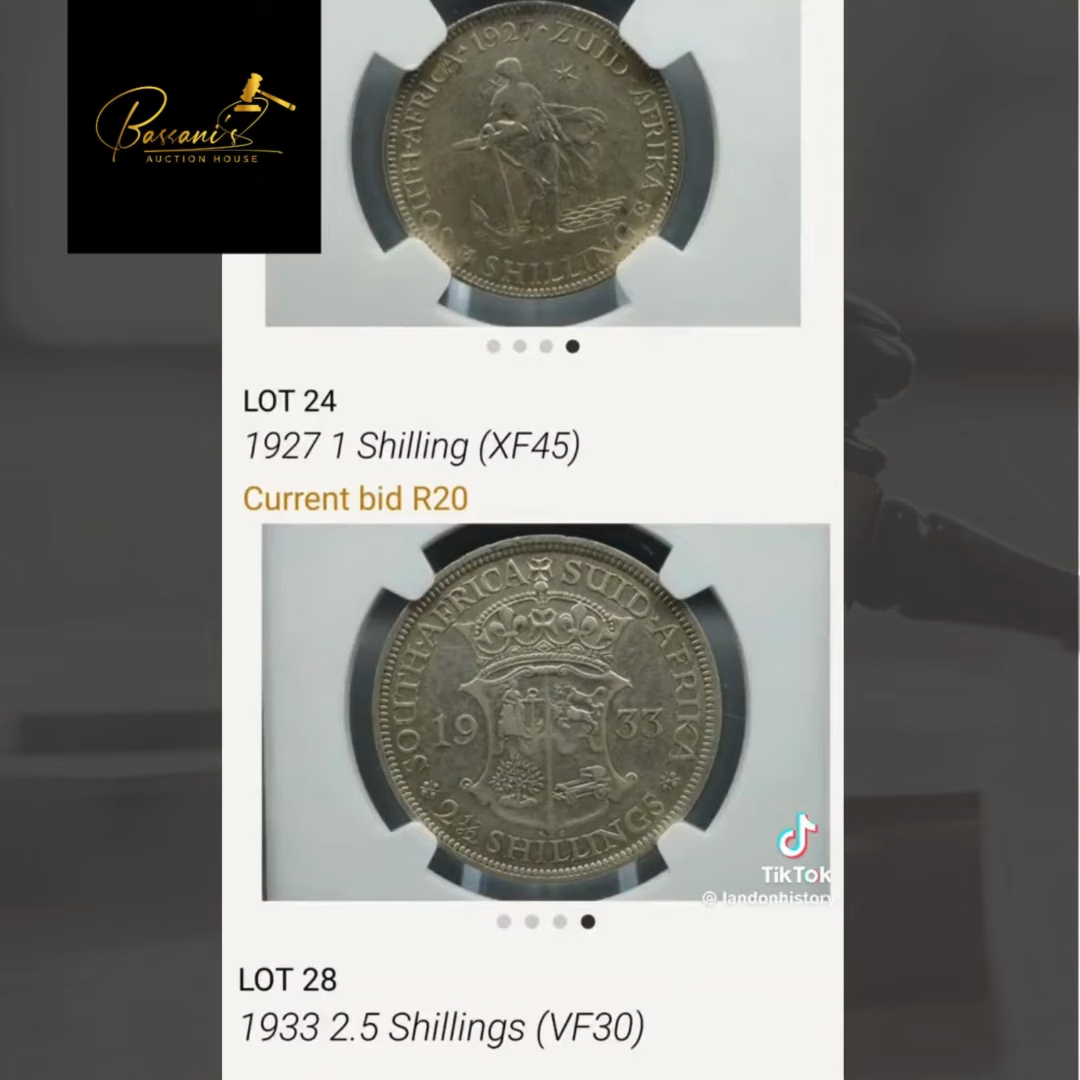 Bassani's
AUCTION HOUSE
SOUTH·AFRICA·1927·ZUID·AFRIKA
SHILLING
LOT 24
1927 1 Shilling (XF45)
Current bid R20
SOUTH·AFRICA SUID·AFRIKA
19 33
2½ SHILLINGS
TikTok
@landonhistory
LOT 28
1933 2.5 Shillings (VF30)